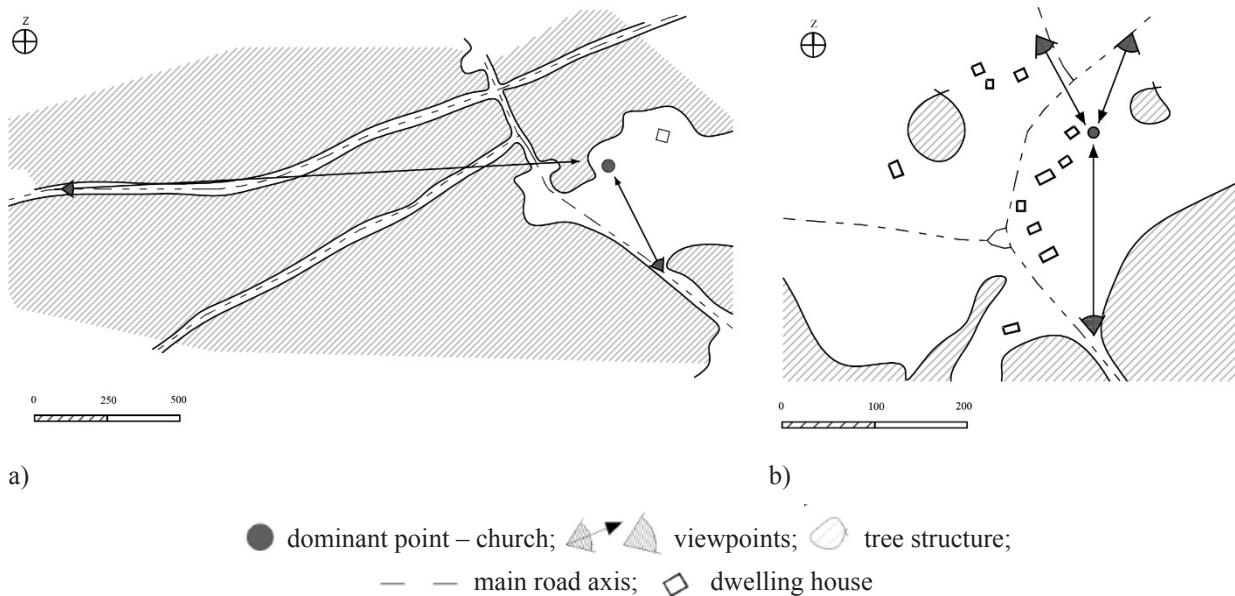 Z
Z
0 250 500
0 100 200
a)
b)
dominant point – church; viewpoints; tree structure;
main road axis; dwelling house